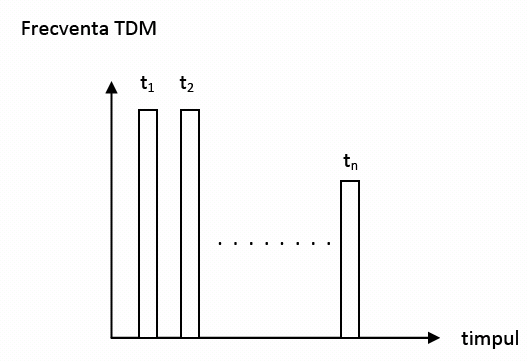 Frecventa TDM
t₁ t₂
tₙ
. . . . . . . .
timpul